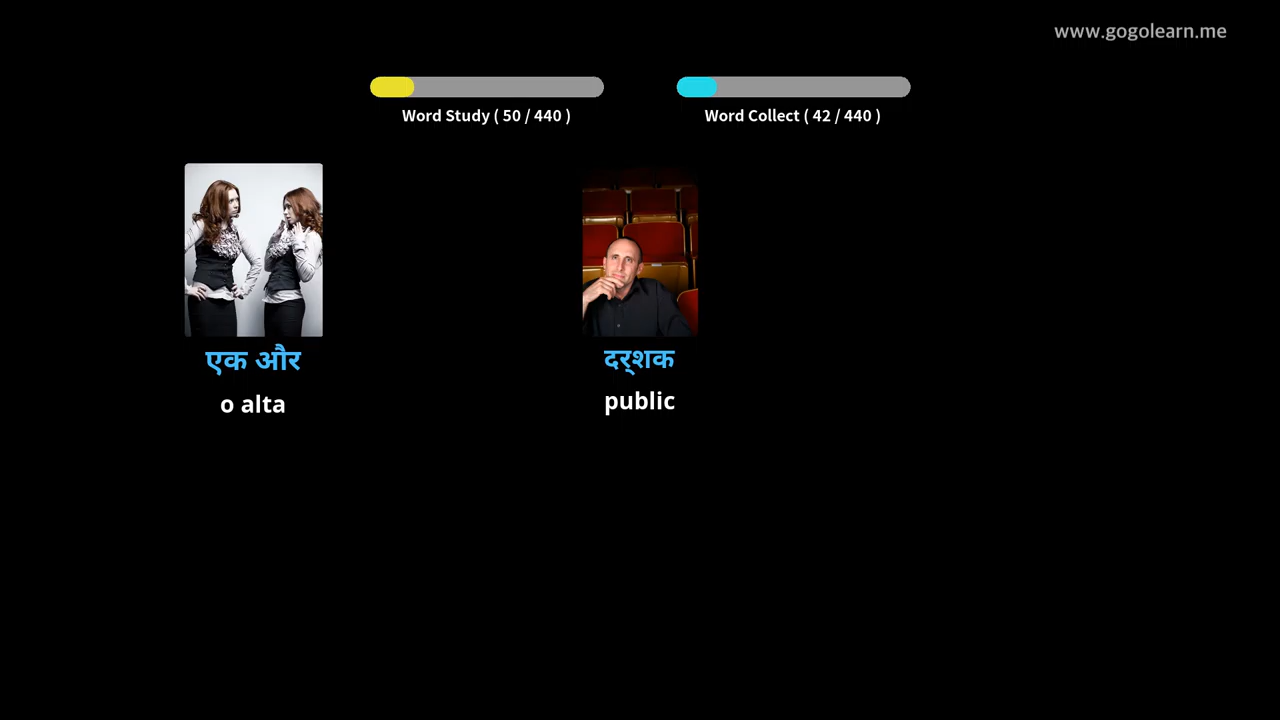 www.gogolearn.me
Word Study ( 50 / 440 )
Word Collect ( 42 / 440 )
एक और
o alta
दर्शक
public